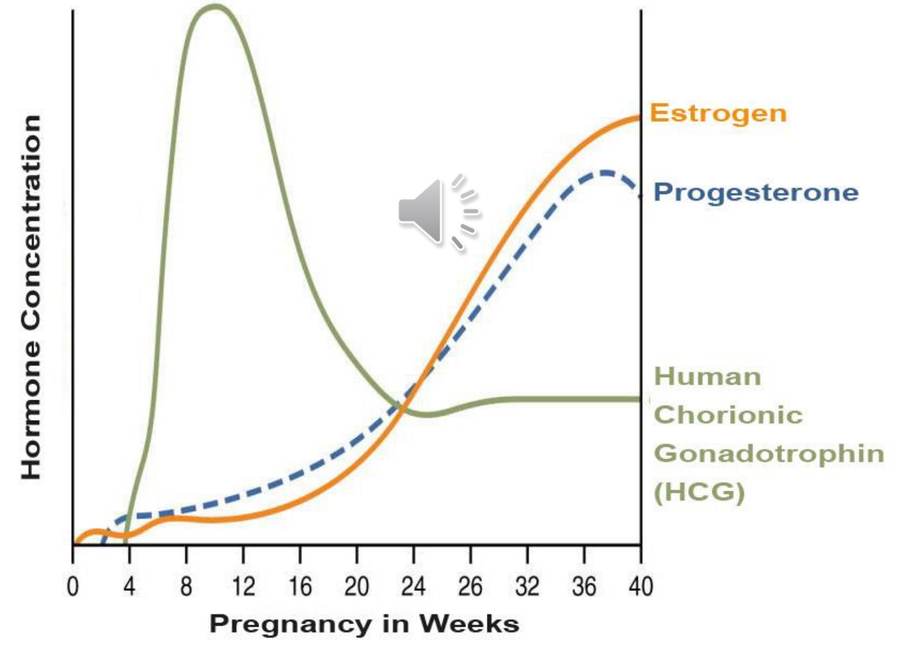 Hormone Concentration
Estrogen
Progesterone
Human
Chorionic
Gonadotrophin
(HCG)
0 4 8 12 16 20 24 26 32 36 40
Pregnancy in Weeks